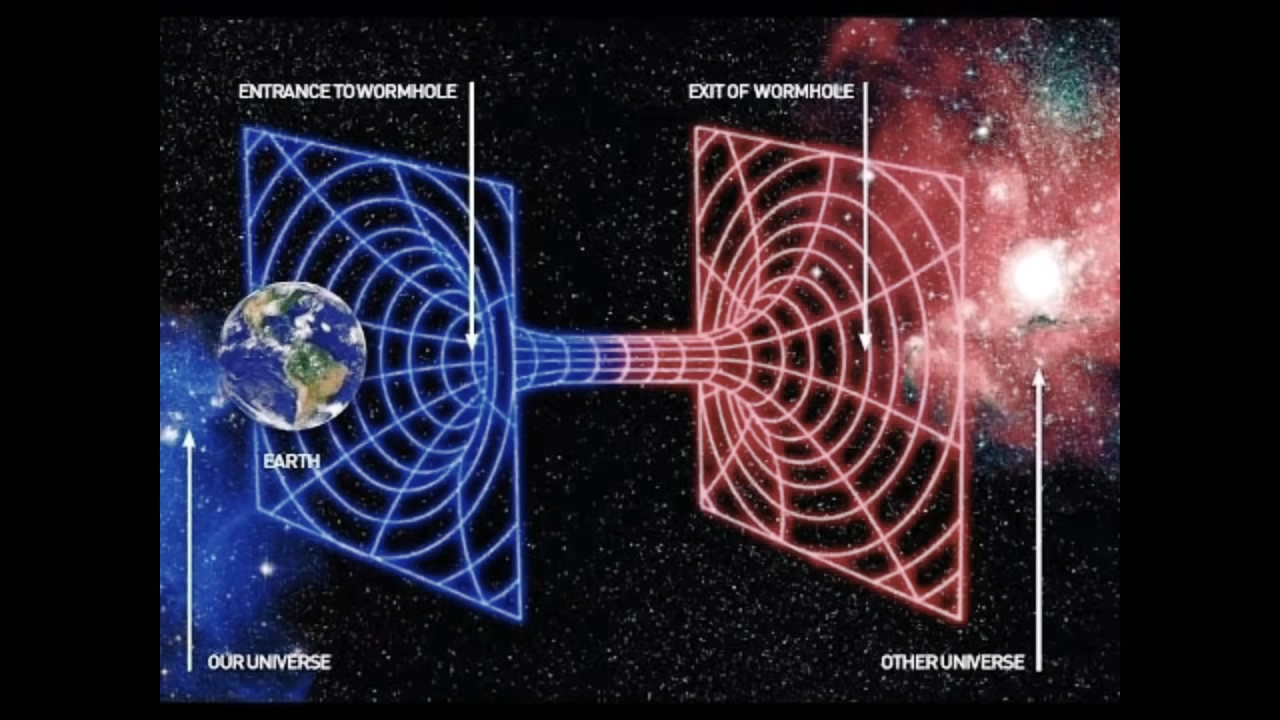 ENTRANCE TO WORMHOLE
EXIT OF WORMHOLE
EARTH
OUR UNIVERSE
OTHER UNIVERSE